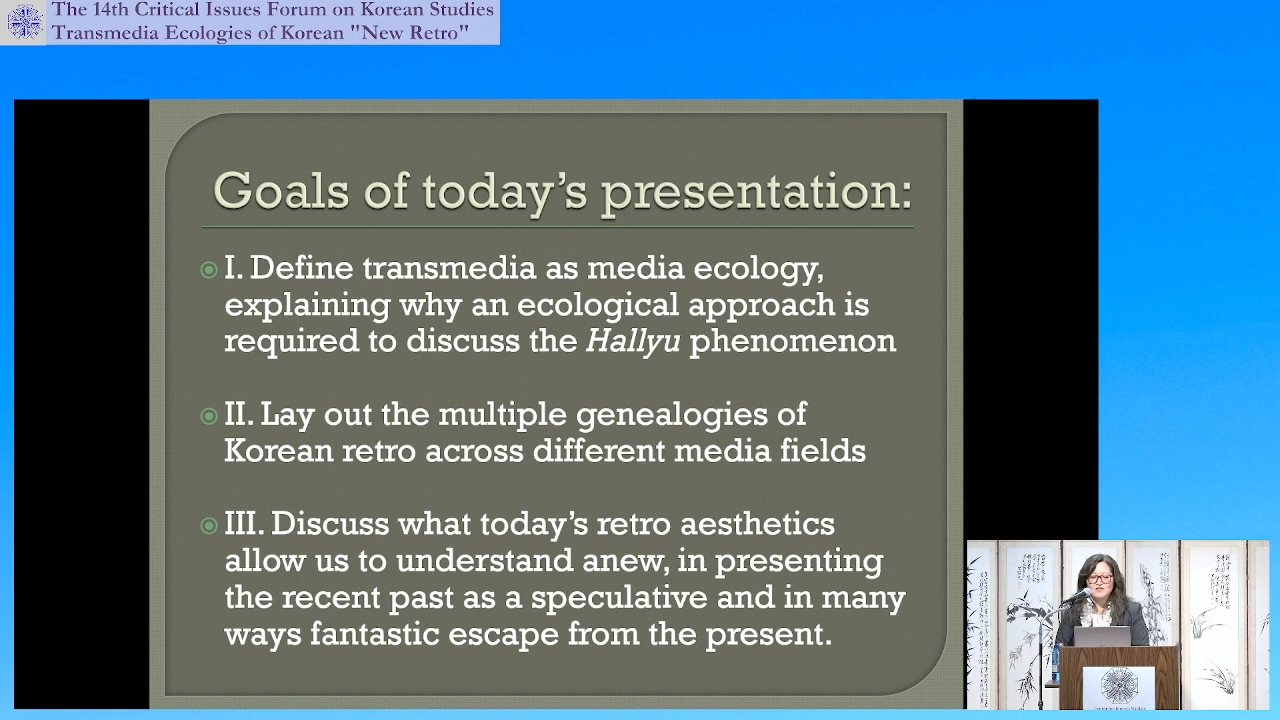 The 14th Critical Issues Forum on Korean Studies
Transmedia Ecologies of Korean "New Retro"
Goals of today’s presentation:
I. Define transmedia as media ecology,
explaining why an ecological approach is
required to discuss the Hallyu phenomenon
II. Lay out the multiple genealogies of
Korean retro across different media fields
III. Discuss what today’s retro aesthetics
allow us to understand anew, in presenting
the recent past as a speculative and in many
ways fantastic escape from the present.